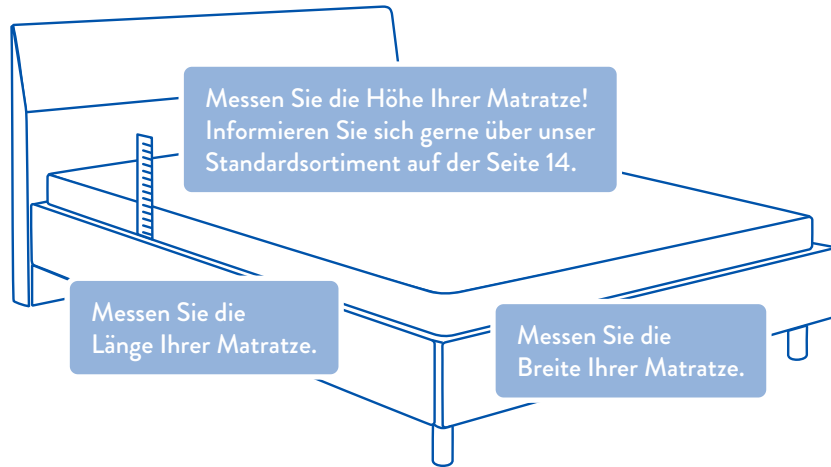 Messen Sie die Höhe Ihrer Matratze!
Informieren Sie sich gerne über unser
Standardsortiment auf der Seite 14.
Messen Sie die
Länge Ihrer Matratze.
Messen Sie die
Breite Ihrer Matratze.